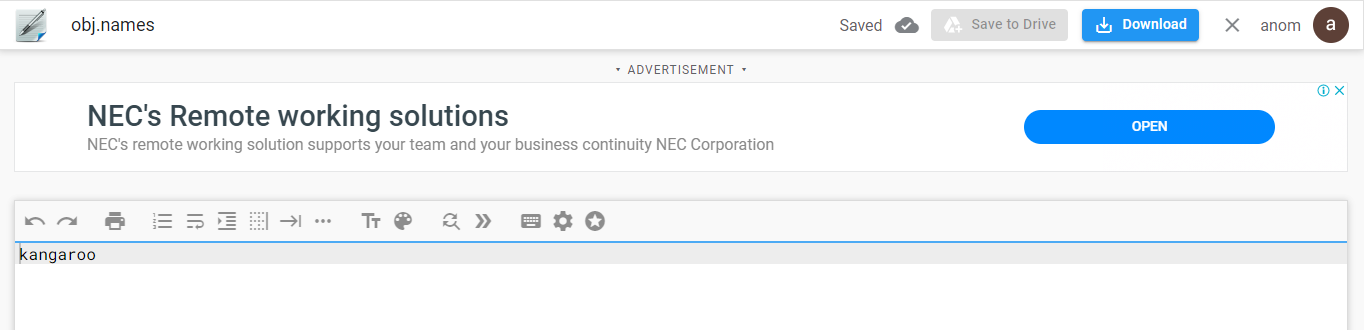 obj.names
Saved
Save to Drive
Download
anom
a
• ADVERTISEMENT •
NEC's Remote working solutions
NEC's remote working solution supports your team and your business continuity NEC Corporation
OPEN
kangaroo